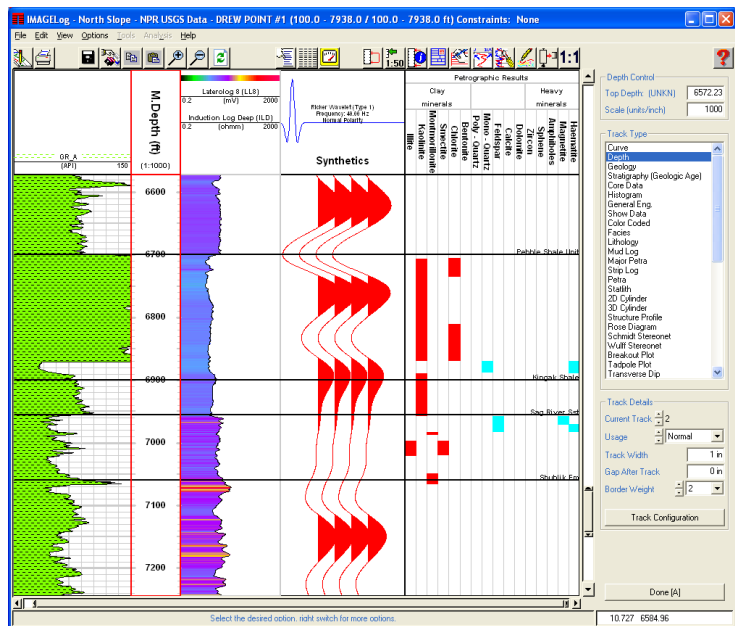 IMAGELog - North Slope - NPR USGS Data - DREW POINT #1 (100.0 - 7938.0 / 100.0 - 7938.0 ft) Constraints: None
File Edit View Options Tools Analysis Help
1:50
1:1
Depth Control
Top Depth: (UNKN) 6572.23
Scale (units/inch) 1000
GR_A
(API) 150
M.Depth (ft)
(1:1000)
Laterolog 8 (LL8)
0.2 (mV) 2000
Induction Log Deep (ILD)
0.2 (ohmm) 2000
Ricker Wavelet (Type 1)
Frequency: 40.00 Hz
Normal Polarity
Synthetics
Petrographic Results
Clay Heavy
minerals minerals
Illite
Kaolinite
Montmorillonite
Smectite
Chlorite
Bentonite
Poly - Quartz
Mono - Quartz
Feldspar
Calcite
Dolomite
Zircon
Sphene
Amphiboles
Magnetite
Haematite
6600
6700
6800
6900
7000
7100
7200
Pebble Shale Unit
Kingak Shale
Sag River Sst
Shublik Fm
Track Type
Curve
Depth
Geology
Stratigraphy (Geologic Age)
Core Data
Histogram
General Eng.
Show Data
Color Coded
Facies
Lithology
Mud Log
Major Petra
Strip Log
Petra
Statlith
2D Cylinder
3D Cylinder
Structure Profile
Rose Diagram
Schmidt Stereonet
Wulff Stereonet
Breakout Plot
Tadpole Plot
Transverse Dip
Track Details
Current Track 2
Usage Normal
Track Width 1 in
Gap After Track 0 in
Border Weight 2
Track Configuration
Done (A)
Select the desired option, right switch for more options.
10.727 6584.96